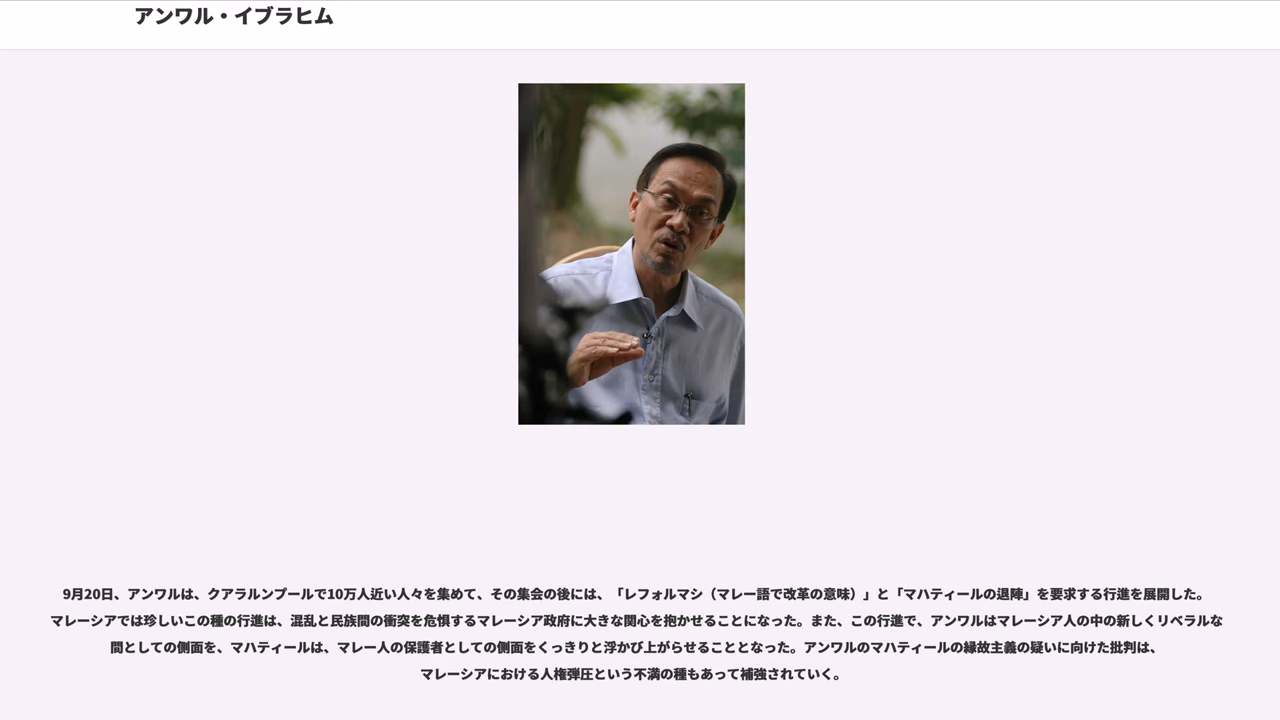 アンワル・イブラヒム
9月20日、アンワルは、クアラルンプールで10万人近い人々を集めて、その集会の後には、「レフォルマシ（マレー語で改革の意味）」と「マハティールの退陣」を要求する行進を展開した。
マレーシアでは珍しいこの種の行進は、混乱と民族間の衝突を危惧するマレーシア政府に大きな関心を抱かせることになった。また、この行進で、アンワルはマレーシア人の中の新しくリベラルな
間としての側面を、マハティールは、マレー人の保護者としての側面をくっきりと浮かび上がらせることとなった。アンワルのマハティールの縁故主義の疑いに向けた批判は、
マレーシアにおける人権弾圧という不満の種もあって補強されていく。